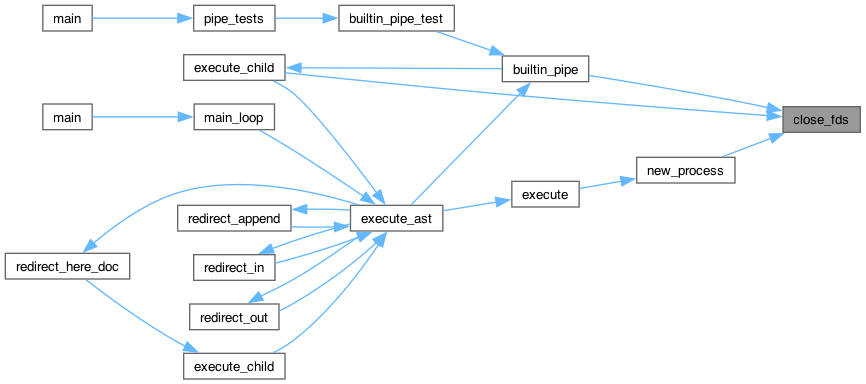 main
pipe_tests
builtin_pipe_test
execute_child
builtin_pipe
main
main_loop
close_fds
new_process
execute
redirect_append
execute_ast
redirect_here_doc
redirect_in
redirect_out
execute_child